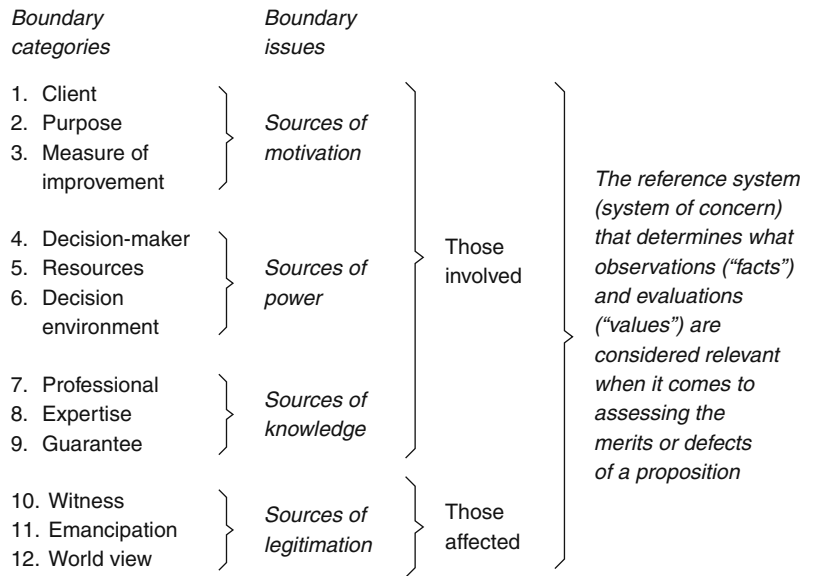 Boundary
categories
Boundary
issues
1. Client
2. Purpose
3. Measure of
improvement
Sources of
motivation
4. Decision-maker
5. Resources
6. Decision
environment
Sources of
power
7. Professional
8. Expertise
9. Guarantee
Sources of
knowledge
Those
involved
10. Witness
11. Emancipation
12. World view
Sources of
legitimation
Those
affected
The reference system
(system of concern)
that determines what
observations (“facts”)
and evaluations
(“values”) are
considered relevant
when it comes to
assessing the
merits or defects
of a proposition